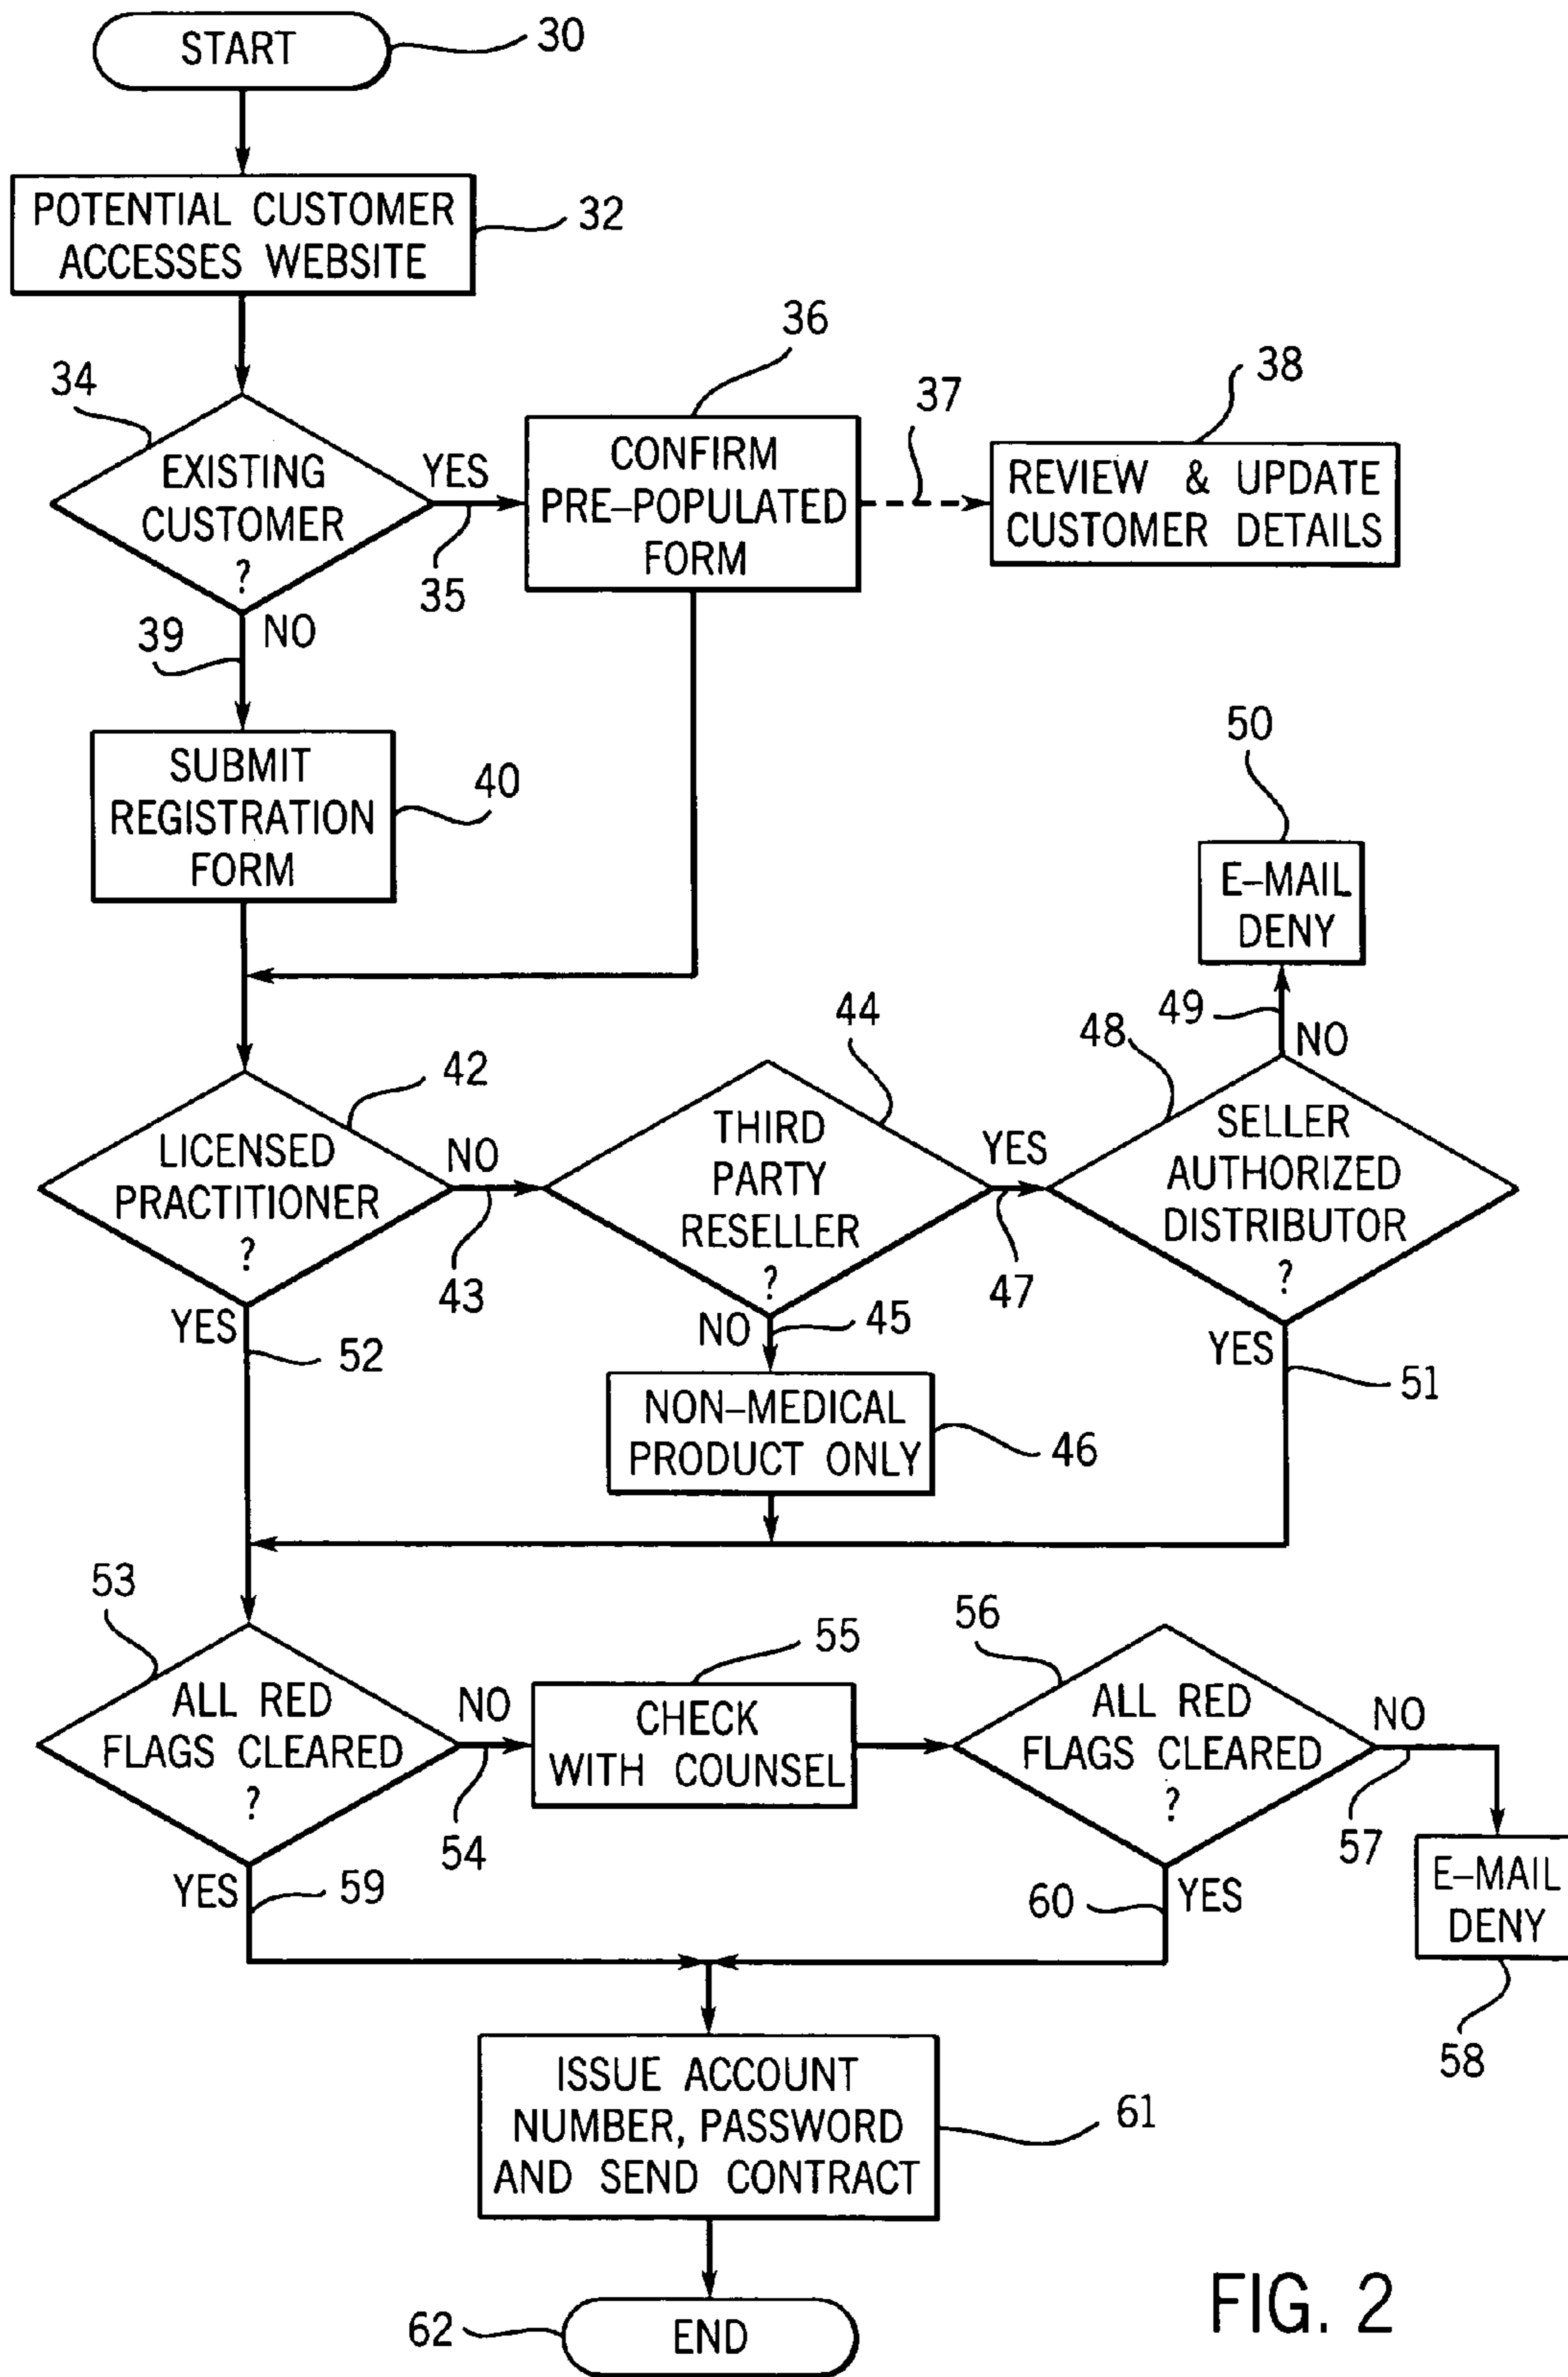 START
30
POTENTIAL CUSTOMER
ACCESSES WEBSITE
32
34
EXISTING
CUSTOMER
?
YES
35
36
CONFIRM
PRE-POPULATED
FORM
37
38
REVIEW & UPDATE
CUSTOMER DETAILS
39
NO
SUBMIT
REGISTRATION
FORM
40
50
E-MAIL
DENY
49
NO
42
LICENSED
PRACTITIONER
?
NO
43
44
THIRD
PARTY
RESELLER
?
YES
47
48
SELLER
AUTHORIZED
DISTRIBUTOR
?
YES
52
NO
45
YES
51
NON-MEDICAL
PRODUCT ONLY
46
53
ALL RED
FLAGS CLEARED
?
NO
54
55
CHECK
WITH COUNSEL
56
ALL RED
FLAGS CLEARED
?
NO
57
E-MAIL
DENY
58
YES
59
60
YES
ISSUE ACCOUNT
NUMBER, PASSWORD
AND SEND CONTRACT
61
62
END
FIG. 2